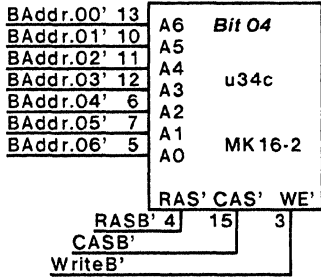 BAddr.00' 13 A6 Bit 04
BAddr.01' 10 A5
BAddr.02' 11 A4
BAddr.03' 12 A3 u34c
BAddr.04' 6 A2
BAddr.05' 7 A1
BAddr.06' 5 A0 MK16-2
RAS' CAS' WE'
RASB' 4 15 3
CASB'
WriteB'